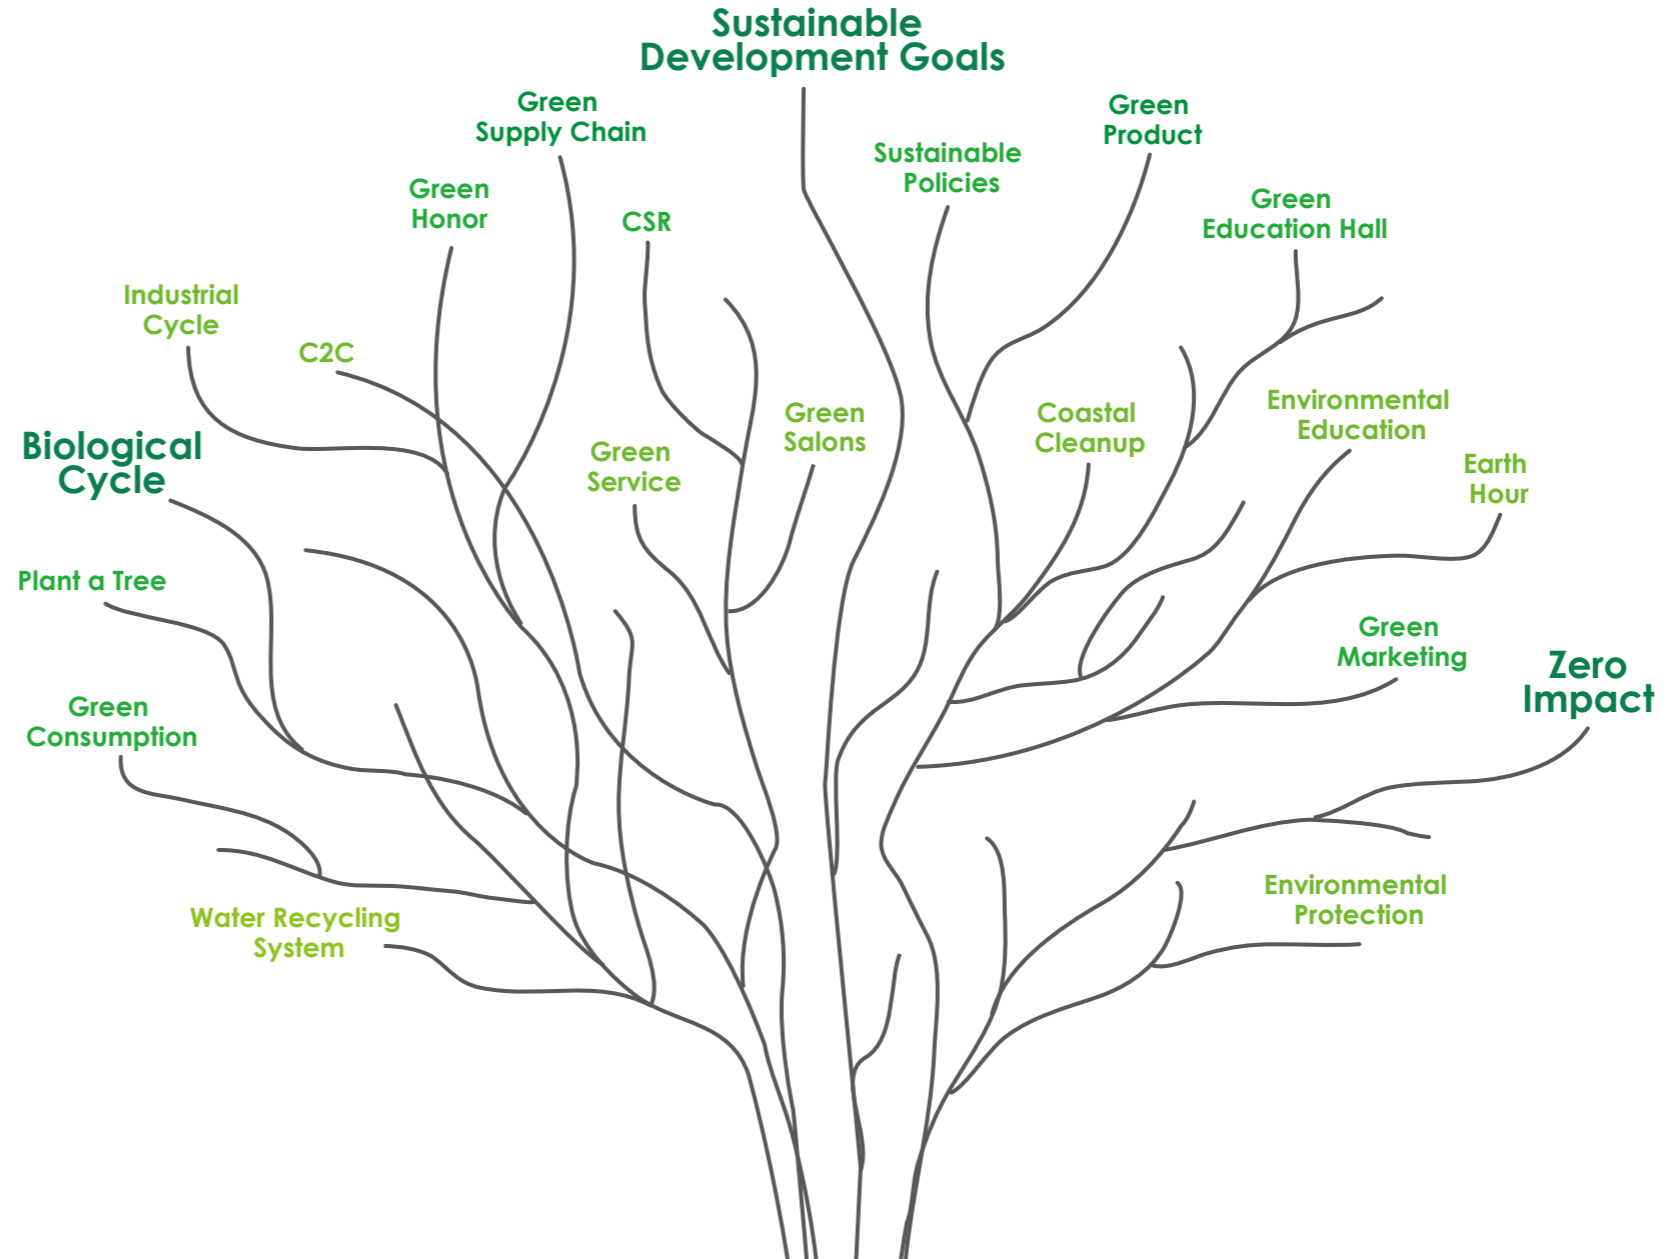 Sustainable
Development Goals
Green
Supply Chain
Green
Product
Sustainable
Policies
Green
Honor
CSR
Green
Education Hall
Industrial
Cycle
C2C
Biological
Cycle
Green
Service
Green
Salons
Coastal
Cleanup
Environmental
Education
Earth
Hour
Plant a Tree
Green
Marketing
Zero
Impact
Green
Consumption
Water Recycling
System
Environmental
Protection